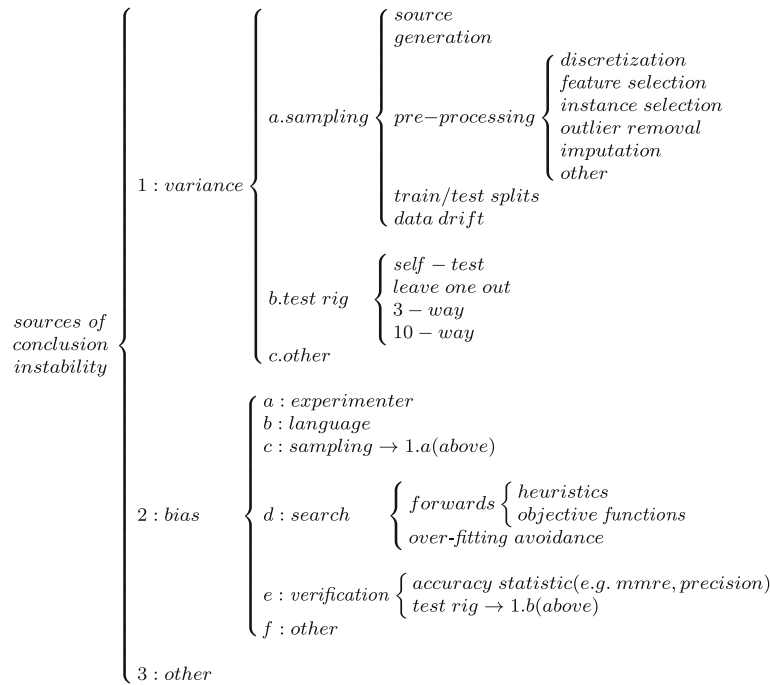 source
generation
discretization
feature selection
instance selection
a.sampling
pre−processing
outlier removal
imputation
other
1 : variance
train/test splits
data drift
self − test
leave one out
b.test rig
3 − way
10 − way
sources of
conclusion
instability
c.other
a : experimenter
b : language
c : sampling → 1.a(above)
heuristics
forwards
objective functions
2 : bias
d : search
over-fitting avoidance
accuracy statistic(e.g. mmre, precision)
e : verification
test rig → 1.b(above)
f : other
3 : other